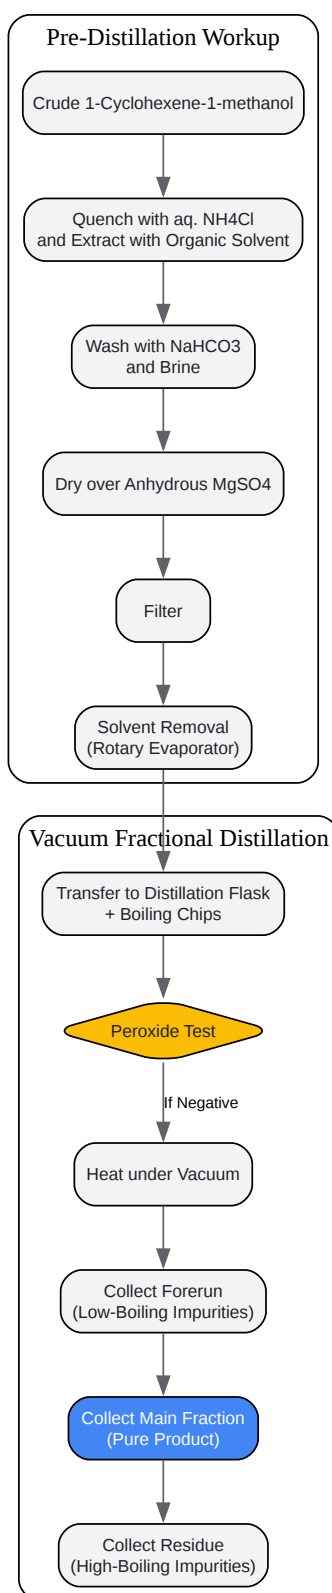 Pre-Distillation Workup
Crude 1-Cyclohexene-1-methanol
Quench with aq. NH4Cl
and Extract with Organic Solvent
Wash with NaHCO3
and Brine
Dry over Anhydrous MgSO4
Filter
Solvent Removal
(Rotary Evaporator)
Vacuum Fractional Distillation
Transfer to Distillation Flask
+ Boiling Chips
Peroxide Test
If Negative
Heat under Vacuum
Collect Forerun
(Low-Boiling Impurities)
Collect Main Fraction
(Pure Product)
Collect Residue
(High-Boiling Impurities)